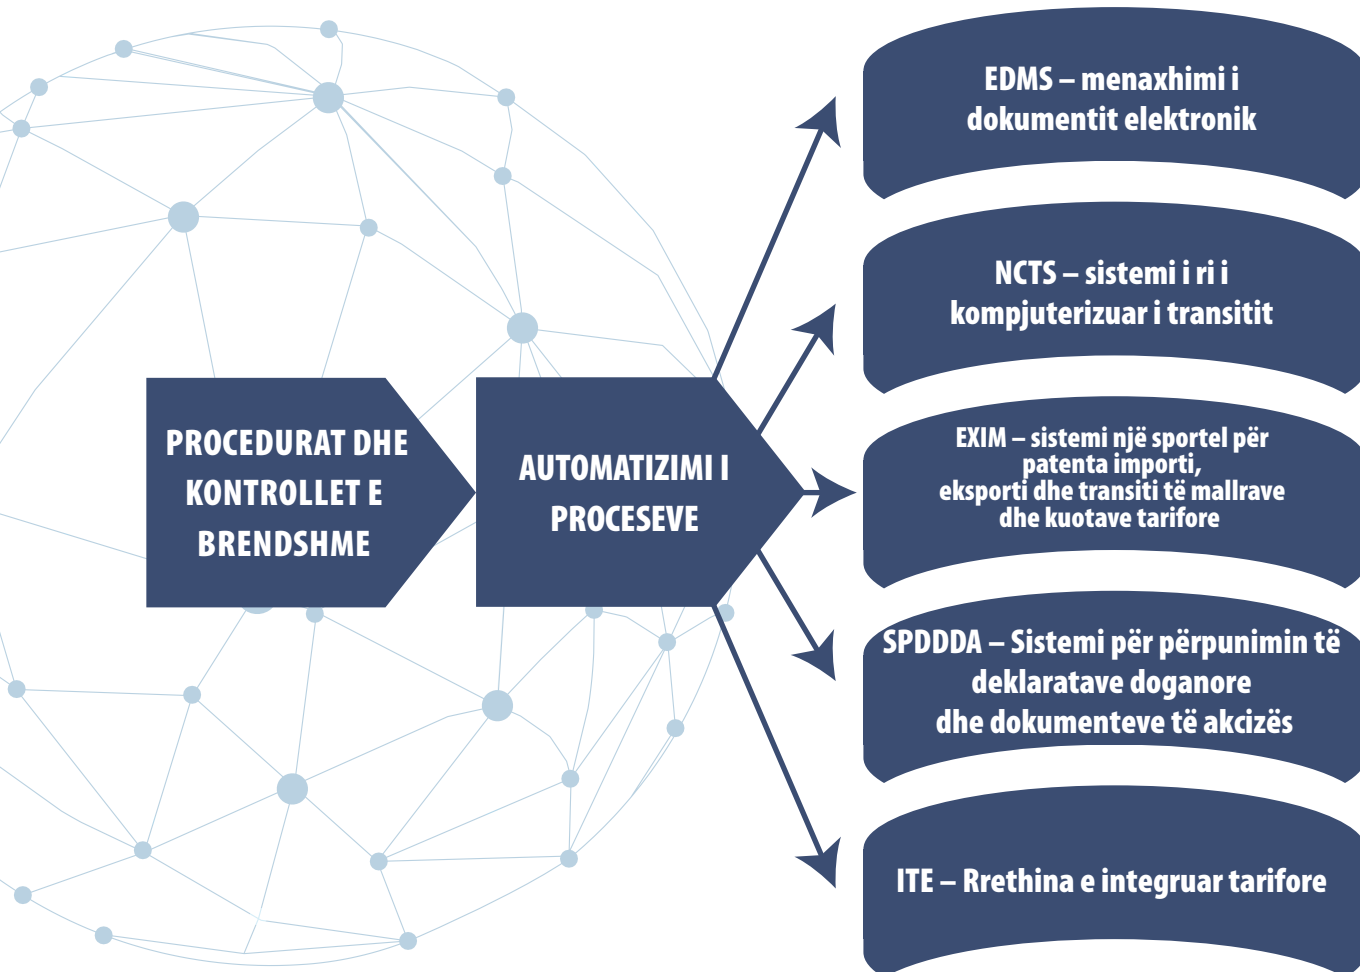 PROCEDURAT DHE
KONTROLLET E
BRENDSHME
AUTOMATIZIMI I
PROCESEVE
EDMS – menaxhimi i
dokumentit elektronik
NCTS – sistemi i ri i
kompjuterizuar i transitit
EXIM – sistemi një sportel për
patenta importi,
eksporti dhe transiti të mallrave
dhe kuotave tarifore
SPDDDA – Sistemi për përpunimin të
deklaratave doganore
dhe dokumenteve të akcizës
ITE – Rrethina e integruar tarifore